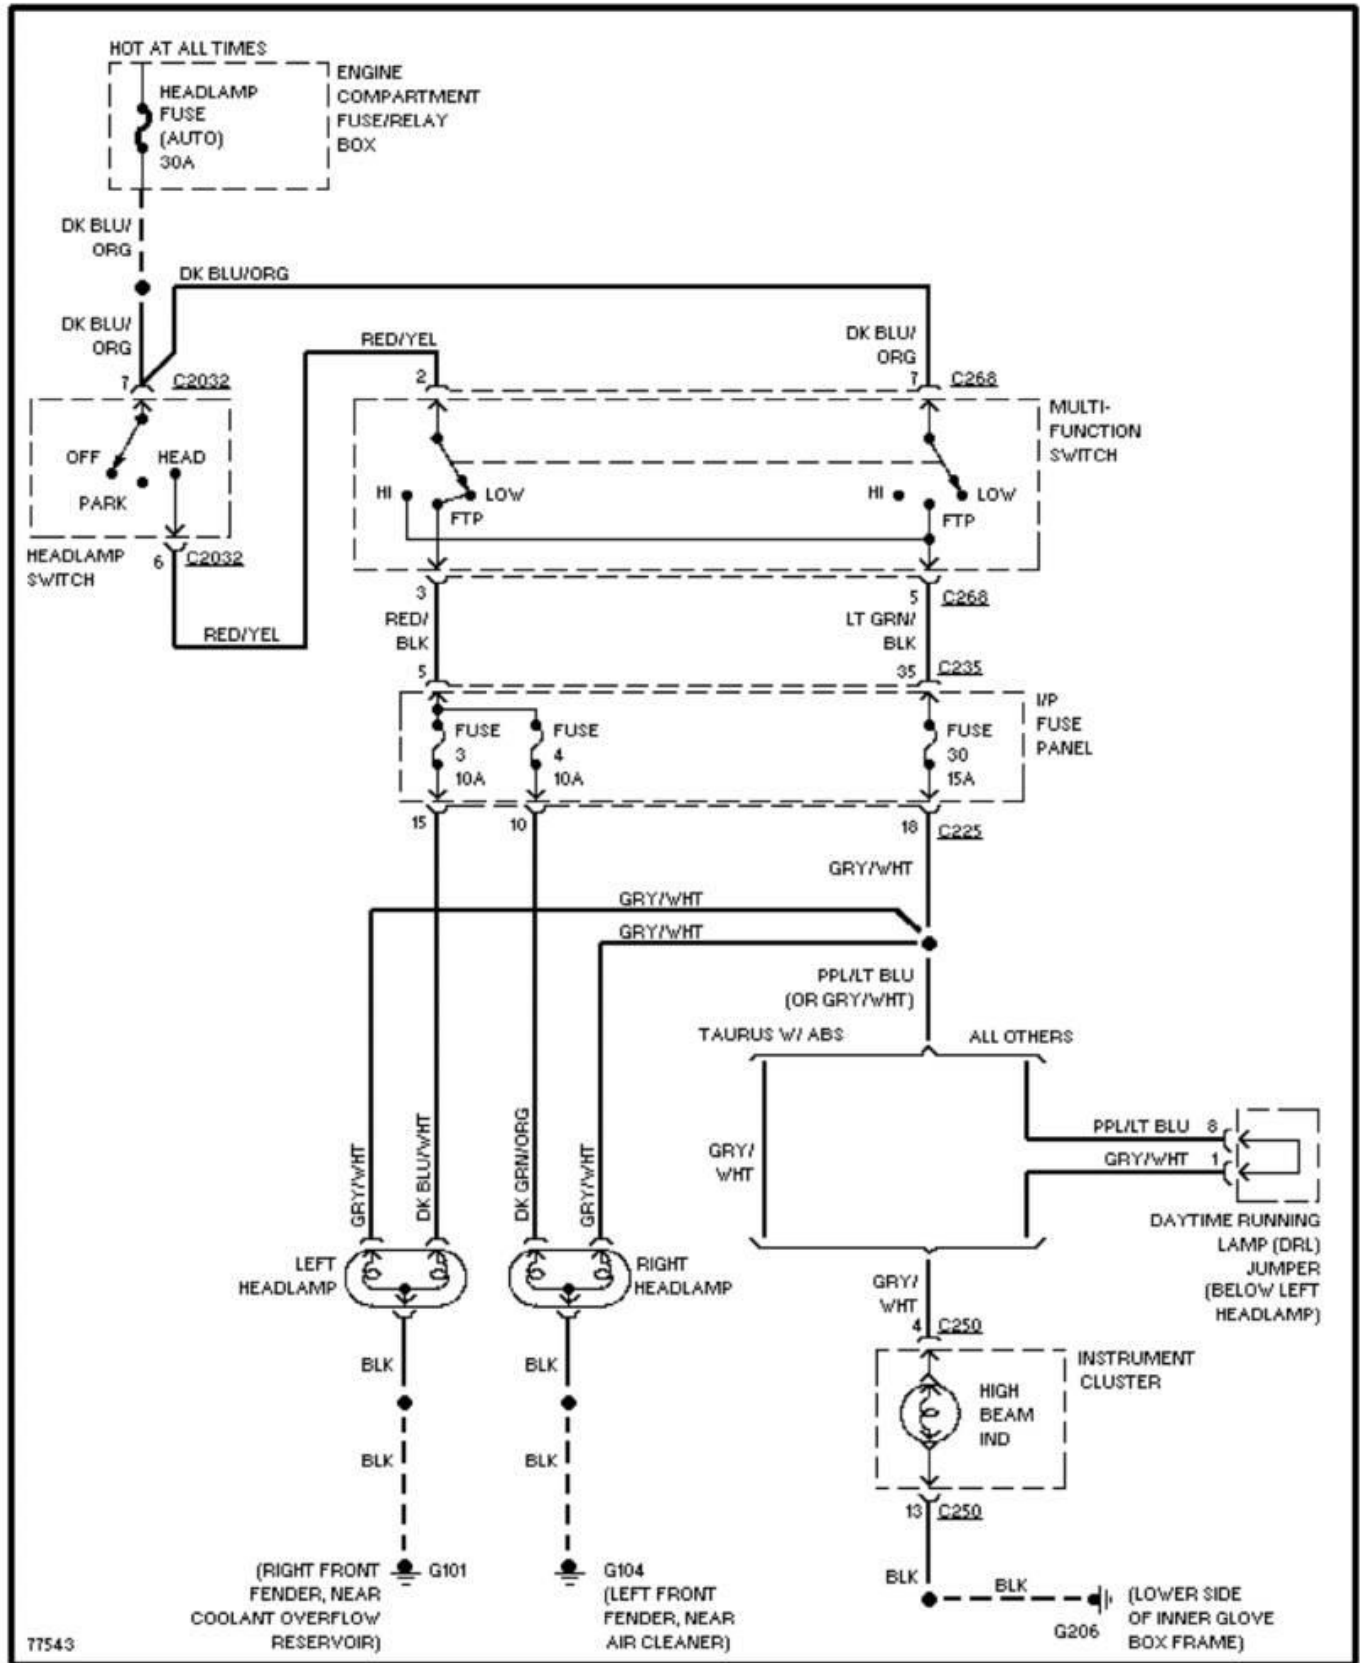 HOT AT ALL TIMES
HEADLAMP
FUSE
(AUTO)
30A
ENGINE
COMPARTMENT
FUSE/RELAY
BOX
DK BLU/
ORG
DK BLU/ORG
DK BLU/
ORG
RED/YEL
DK BLU/
ORG
7
C2032
2
7
C268
OFF
HEAD
PARK
HEADLAMP
SWITCH
6
C2032
RED/YEL
HI
LOW
FTP
HI
LOW
FTP
MULTI-
FUNCTION
SWITCH
3
5
C268
RED/
BLK
LT GRN/
BLK
5
35
C235
FUSE
3
10A
FUSE
4
10A
FUSE
30
15A
I/P
FUSE
PANEL
15
10
18
C225
GRY/WHT
GRY/WHT
GRY/WHT
PPL/LT BLU
(OR GRY/WHT)
TAURUS W/ ABS
ALL OTHERS
GRY/WHT
DK BLU/WHT
DK GRN/ORG
GRY/WHT
GRY/
WHT
PPL/LT BLU
8
GRY/WHT
1
DAYTIME RUNNING
LAMP (DRL)
JUMPER
(BELOW LEFT
HEADLAMP)
LEFT
HEADLAMP
RIGHT
HEADLAMP
GRY/
WHT
4
C250
INSTRUMENT
CLUSTER
HIGH
BEAM
IND
13
C250
BLK
BLK
BLK
BLK
BLK
BLK
(RIGHT FRONT
FENDER, NEAR
COOLANT OVERFLOW
RESERVOIR)
G101
G104
(LEFT FRONT
FENDER, NEAR
AIR CLEANER)
G206
(LOWER SIDE
OF INNER GLOVE
BOX FRAME)
77543